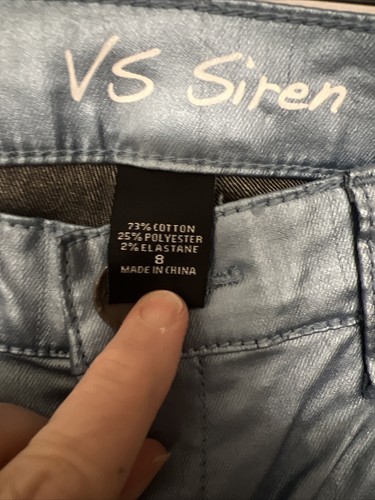 VS Siren
73% COTTON
25% POLYESTER
2% ELASTANE
8
MADE IN CHINA